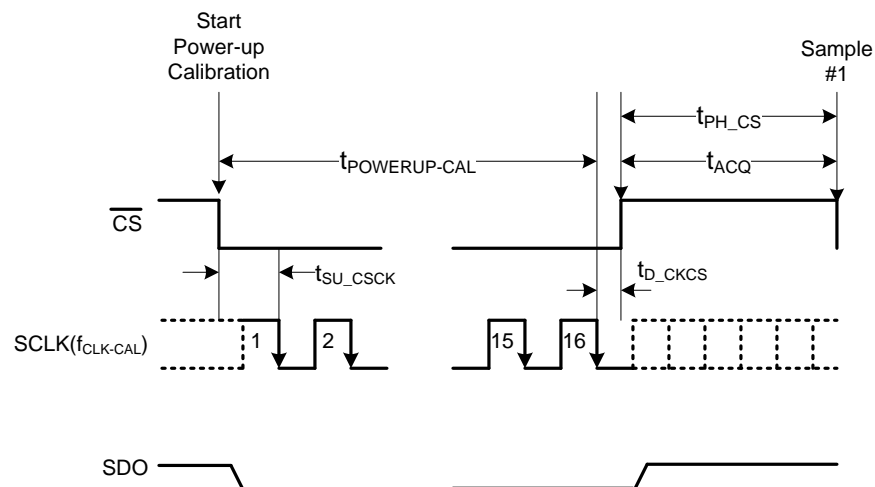 Start
Power-up
Calibration
Sample
#1
tPH_CS
tPOWERUP-CAL
tACQ
CS
tSU_CSCK
tD_CKCS
SCLK(fCLK-CAL)
1
2
15
16
SDO